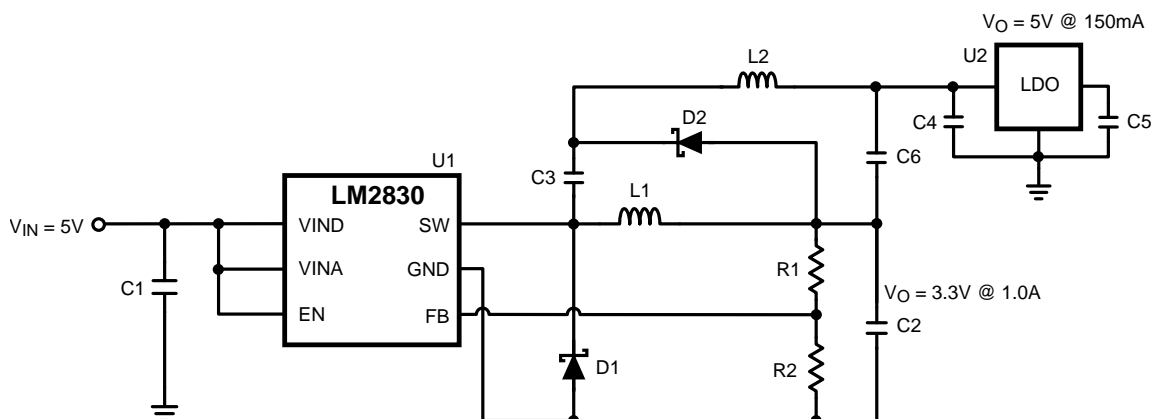 V_O = 5V @ 150mA
L2
U2
LDO
D2
C4
C5
U1
C6
C3
LM2830
L1
V_IN = 5V
VIND
SW
VINA
GND
R1
C1
V_O = 3.3V @ 1.0A
EN
FB
C2
D1
R2